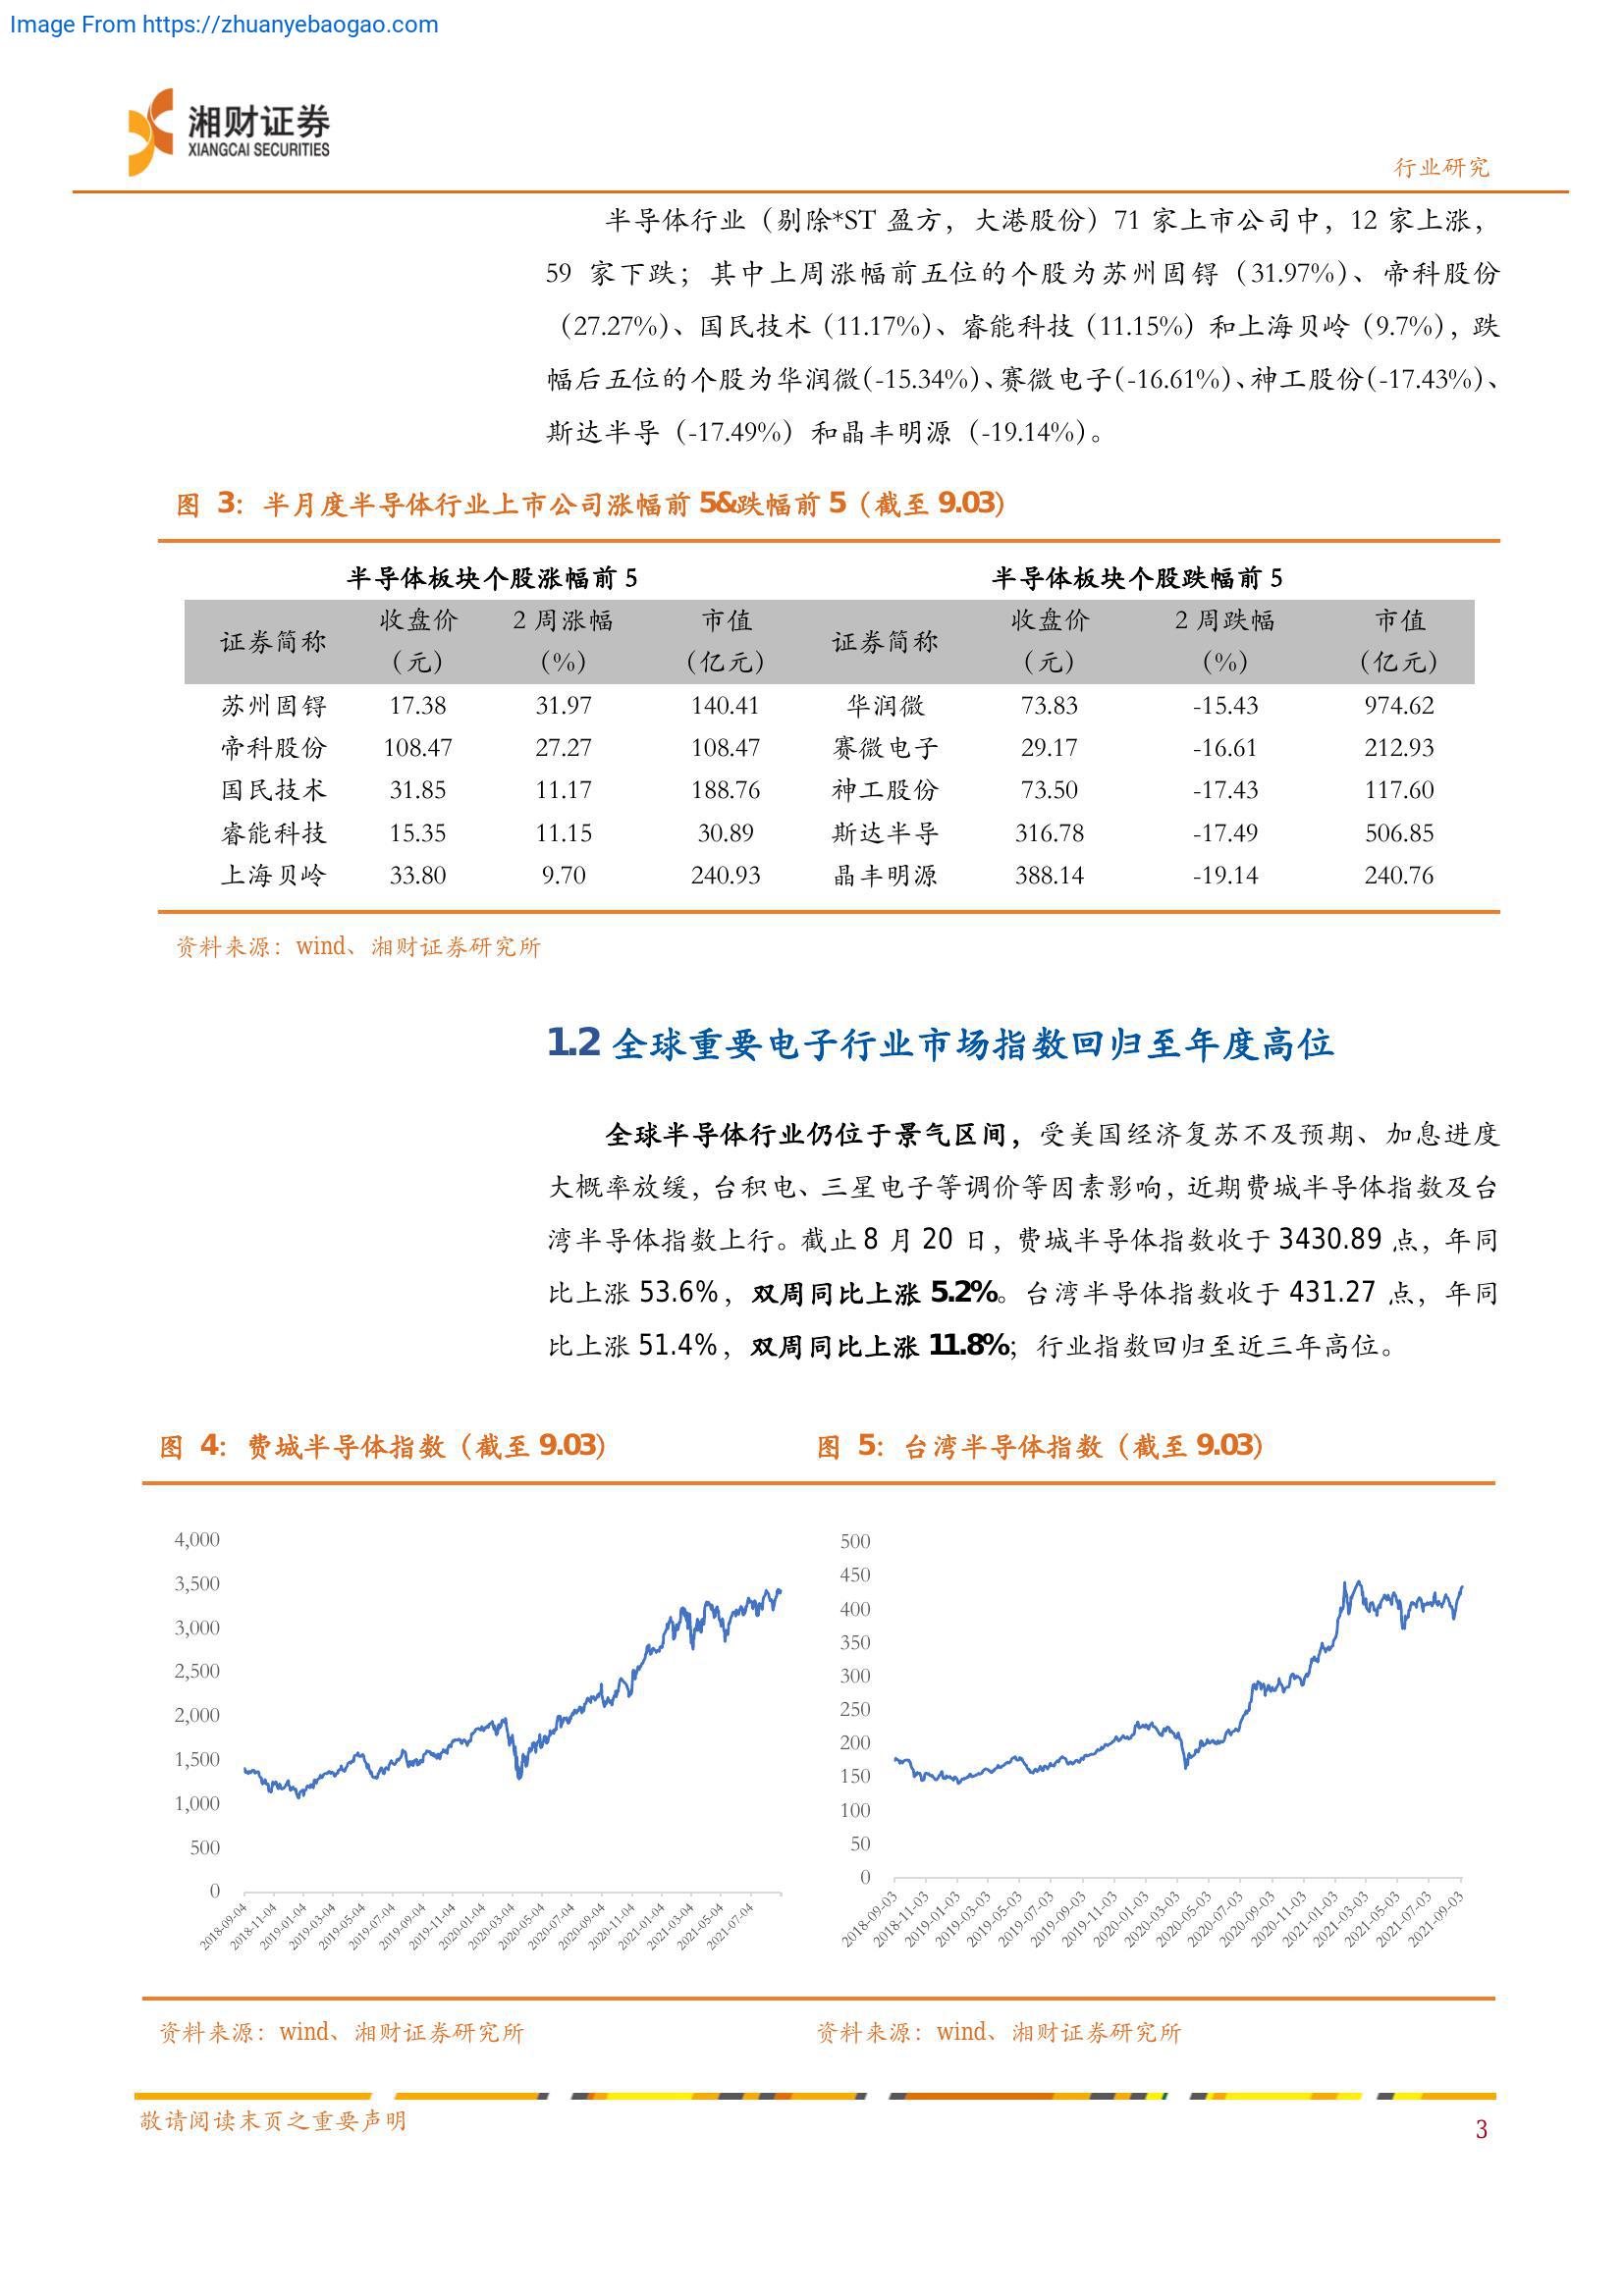 Image From https://zhuanyebaogao.com
湘财证券
XIANGCAI SECURITIES
行业研究
半导体行业（剔除*ST 盈方，大港股份）71 家上市公司中，12 家上涨，
59 家下跌；其中上周涨幅前五位的个股为苏州固锝（31.97%）、帝科股份
（27.27%）、国民技术（11.17%）、睿能科技（11.15%）和上海贝岭（9.7%），跌
幅后五位的个股为华润微（-15.34%）、赛微电子（-16.61%）、神工股份（-17.43%）、
斯达半导（-17.49%）和晶丰明源（-19.14%）。
图 3：半月度半导体行业上市公司涨幅前 5&跌幅前 5（截至 9.03）
半导体板块个股涨幅前 5 半导体板块个股跌幅前 5
证券简称 收盘价（元） 2 周涨幅（%） 市值（亿元） 证券简称 收盘价（元） 2 周跌幅（%） 市值（亿元）
苏州固锝 17.38 31.97 140.41 华润微 73.83 -15.43 974.62
帝科股份 108.47 27.27 108.47 赛微电子 29.17 -16.61 212.93
国民技术 31.85 11.17 188.76 神工股份 73.50 -17.43 117.60
睿能科技 15.35 11.15 30.89 斯达半导 316.78 -17.49 506.85
上海贝岭 33.80 9.70 240.93 晶丰明源 388.14 -19.14 240.76
资料来源：wind、湘财证券研究所
1.2 全球重要电子行业市场指数回归至年度高位
全球半导体行业仍位于景气区间，受美国经济复苏不及预期、加息进度
大概率放缓，台积电、三星电子等调价等因素影响，近期费城半导体指数及台
湾半导体指数上行。截止 8 月 20 日，费城半导体指数收于 3430.89 点，年同
比上涨 53.6%，双周同比上涨 5.2%。台湾半导体指数收于 431.27 点，年同
比上涨 51.4%，双周同比上涨 11.8%；行业指数回归至近三年高位。
图 4：费城半导体指数（截至 9.03）
4,000
3,500
3,000
2,500
2,000
1,500
1,000
500
0
2018-09-04
2018-11-04
2019-01-04
2019-03-04
2019-05-04
2019-07-04
2019-09-04
2019-11-04
2020-01-04
2020-03-04
2020-05-04
2020-07-04
2020-09-04
2020-11-04
2021-01-04
2021-03-04
2021-05-04
2021-07-04
资料来源：wind、湘财证券研究所
图 5：台湾半导体指数（截至 9.03）
500
450
400
350
300
250
200
150
100
50
0
2018-09-03
2018-11-03
2019-01-03
2019-03-03
2019-05-03
2019-07-03
2019-09-03
2019-11-03
2020-01-03
2020-03-03
2020-05-03
2020-07-03
2020-09-03
2020-11-03
2021-01-03
2021-03-03
2021-05-03
2021-07-03
2021-09-03
资料来源：wind、湘财证券研究所
敬请阅读末页之重要声明
3